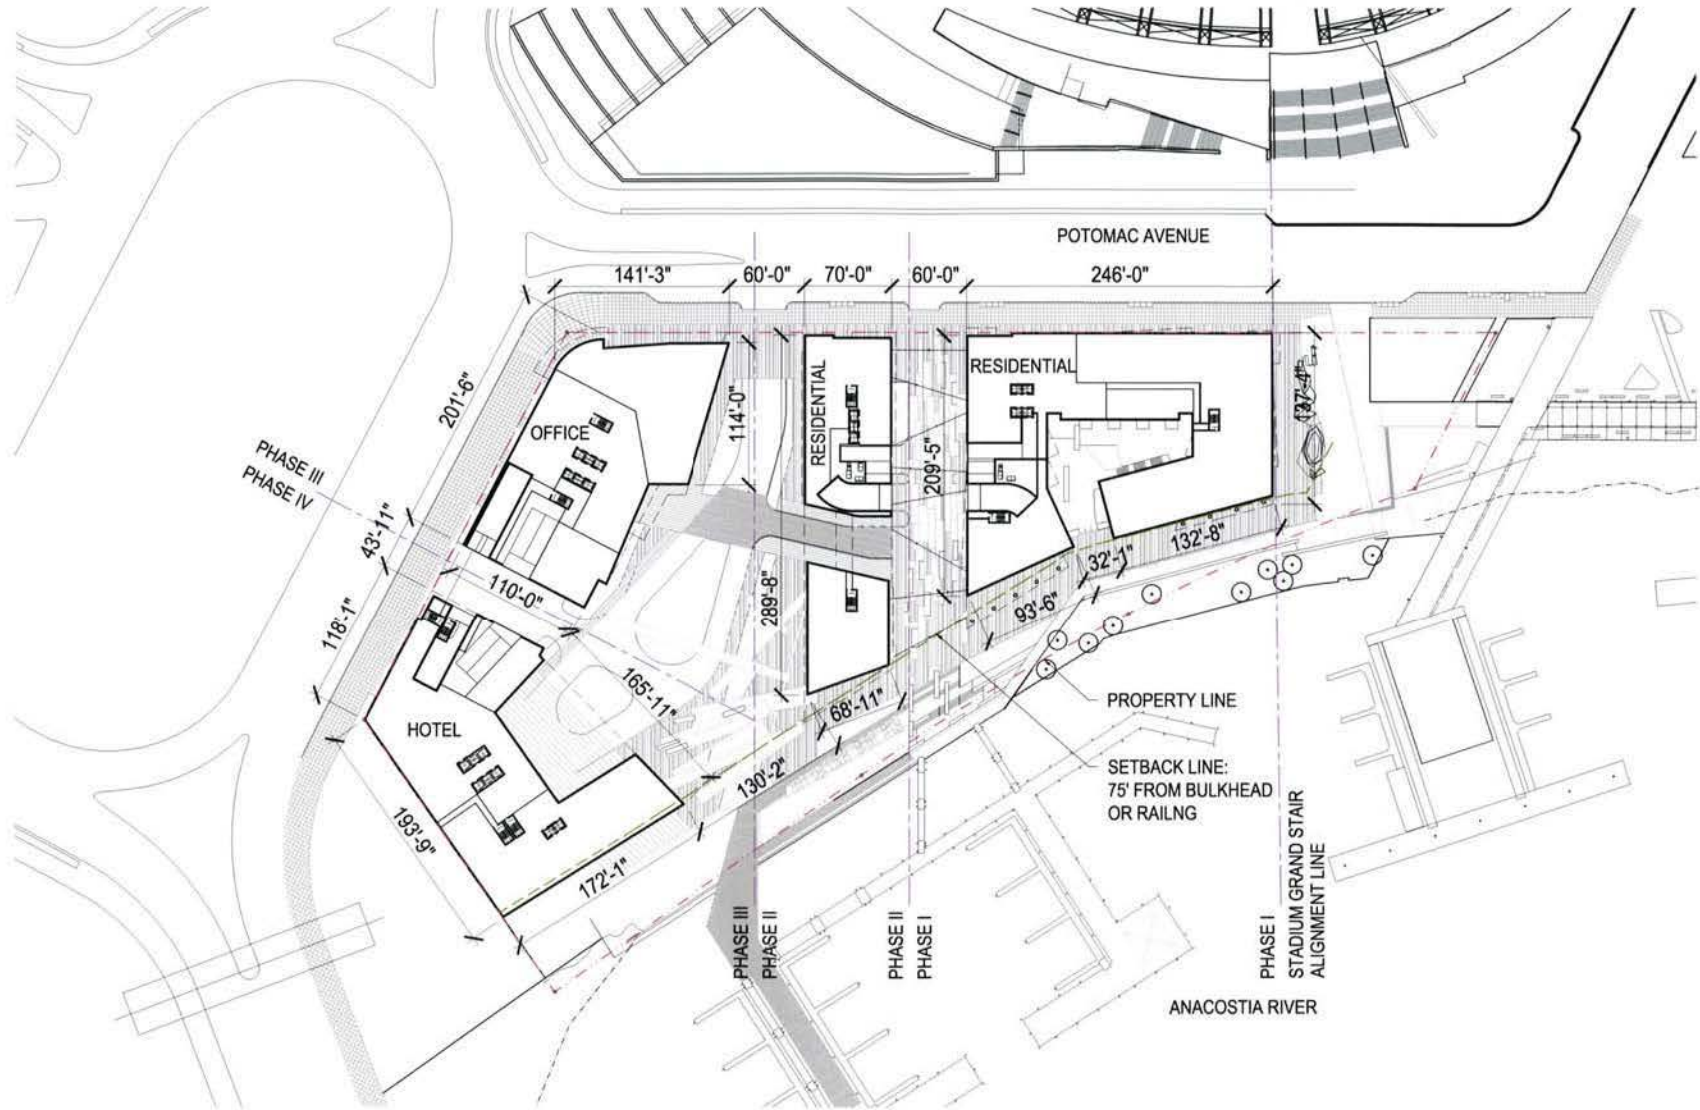 POTOMAC AVENUE
141'-3"
60'-0"
70'-0"
60'-0"
246'-0"
201'-6"
OFFICE
114'-0"
RESIDENTIAL
RESIDENTIAL
209'-5"
137'-4"
PHASE III
PHASE IV
43'-11"
110'-0"
118'-1"
289'-8"
132'-8"
32'-1"
93'-6"
165'-11"
68'-11"
HOTEL
PROPERTY LINE
SETBACK LINE:
75' FROM BULKHEAD
OR RAILNG
130'-2"
193'-9"
172'-1"
PHASE III
PHASE II
PHASE II
PHASE I
PHASE I
STADIUM GRAND STAIR
ALIGNMENT LINE
ANACOSTIA RIVER